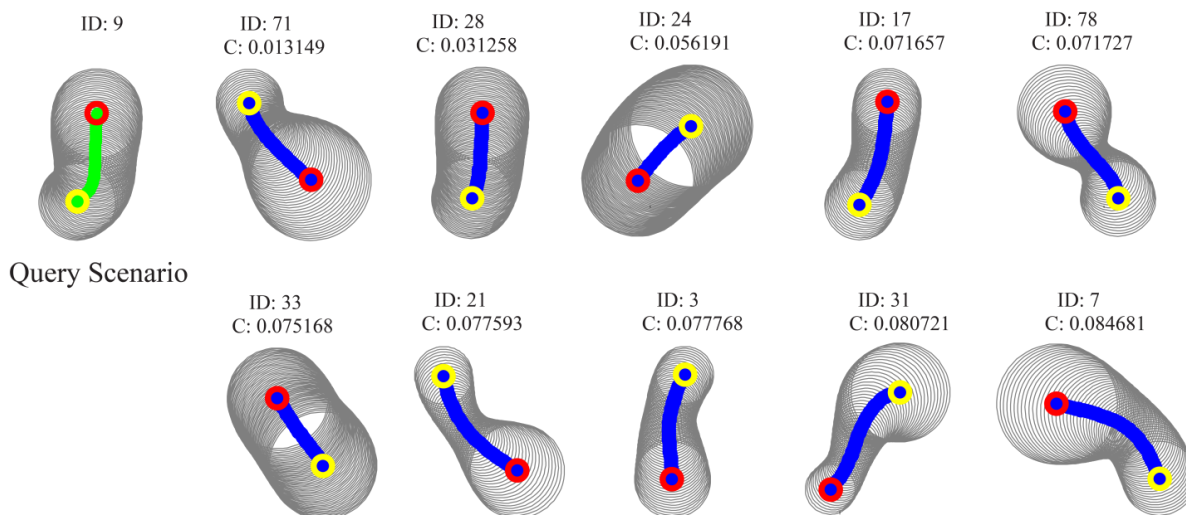 ID: 9
ID: 71
C: 0.013149
ID: 28
C: 0.031258
ID: 24
C: 0.056191
ID: 17
C: 0.071657
ID: 78
C: 0.071727
Query Scenario
ID: 33
C: 0.075168
ID: 21
C: 0.077593
ID: 3
C: 0.077768
ID: 31
C: 0.080721
ID: 7
C: 0.084681